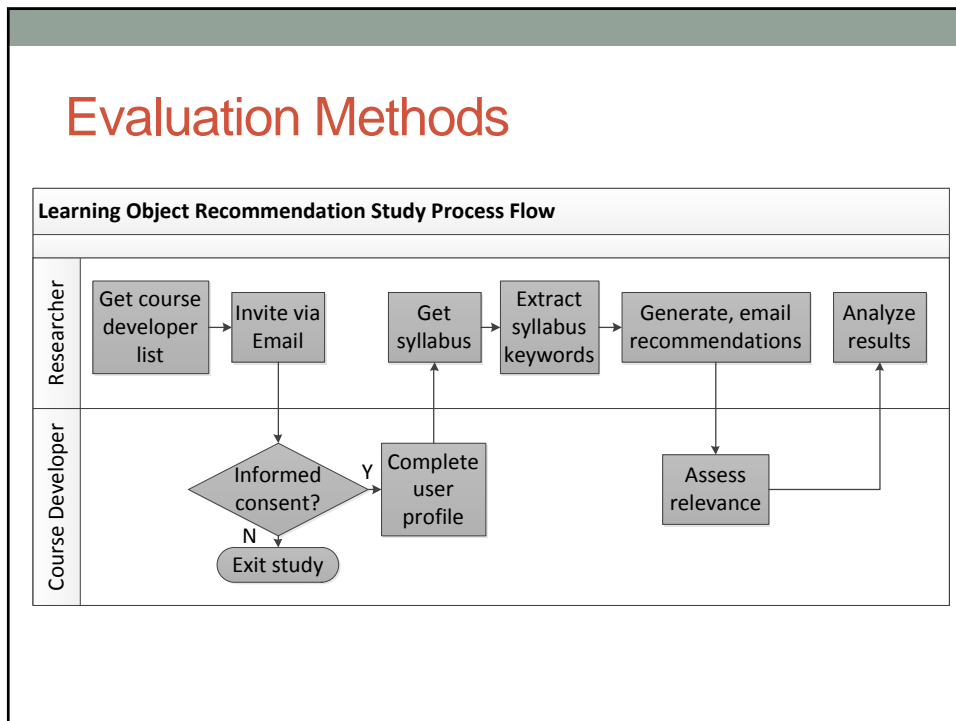 Evaluation Methods
Learning Object Recommendation Study Process Flow
Researcher
Get course
developer
list
Invite via
Email
Get
syllabus
Extract
syllabus
keywords
Generate, email
recommendations
Analyze
results
Course Developer
Informed
consent?
Y
N
Exit study
Complete
user
profile
Assess
relevance